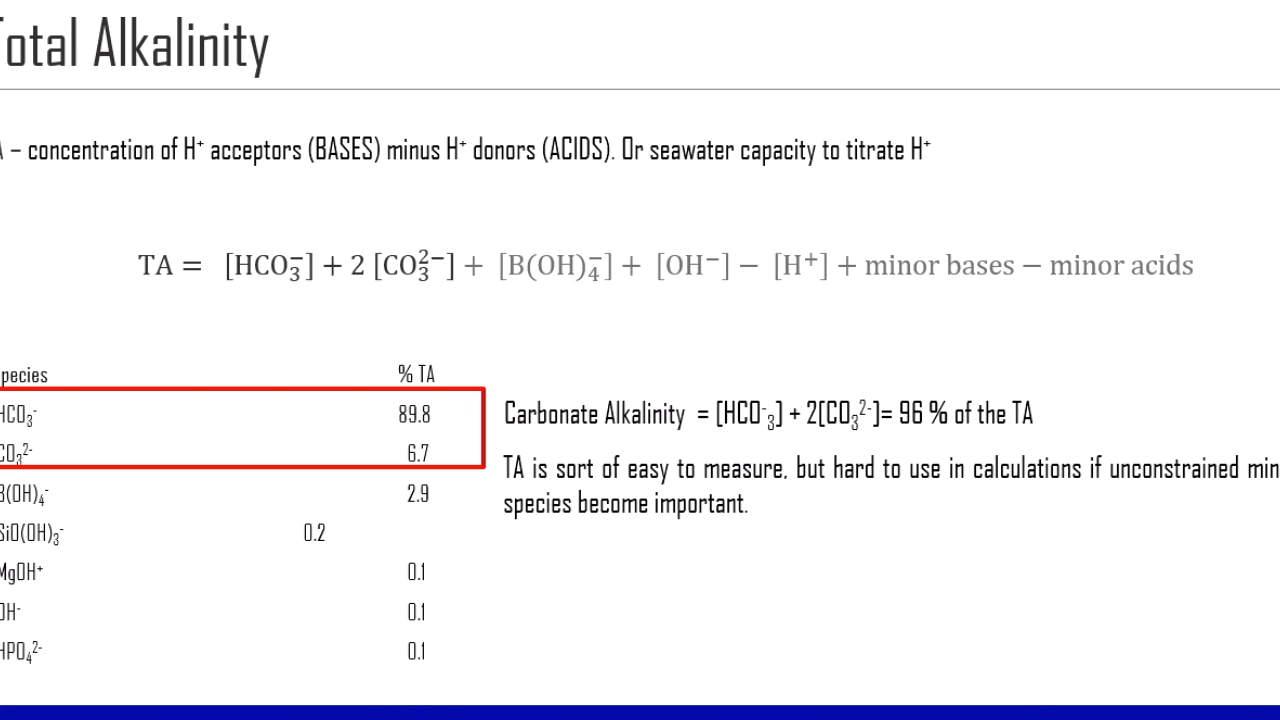 otal Alkalinity
– concentration of H⁺ acceptors (BASES) minus H⁺ donors (ACIDS). Or seawater capacity to titrate H⁺
TA = [HCO₃⁻] + 2 [CO₃²⁻] + [B(OH)₄⁻] + [OH⁻] − [H⁺] + minor bases − minor acids
pecies % TA
HCO₃⁻ 89.8
CO₃²⁻ 6.7
B(OH)₄⁻ 2.9
SiO(OH)₃⁻ 0.2
MgOH⁺ 0.1
OH⁻ 0.1
HPO₄²⁻ 0.1
Carbonate Alkalinity = [HCO⁻₃] + 2[CO₃²⁻]= 96 % of the TA
TA is sort of easy to measure, but hard to use in calculations if unconstrained min
species become important.